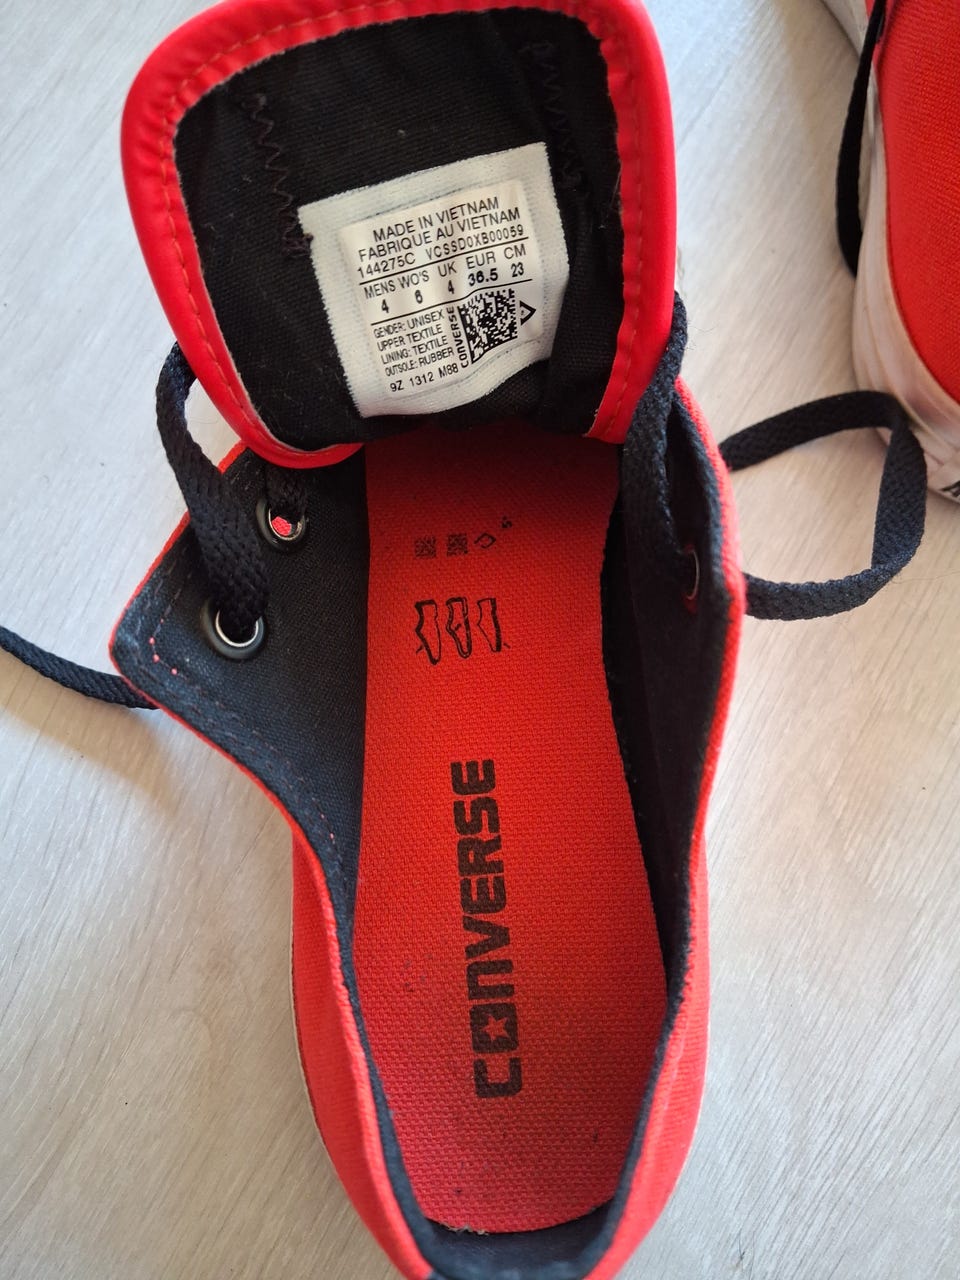 MADE IN VIETNAM
FABRIQUE AU VIETNAM
144275C VCSSD0XB00059
MENS WO'S UK EUR CM
4 6 4 36.5 23
GENDER: UNISEX
UPPER TEXTILE
LINING: TEXTILE
OUTSOLE: RUBBER
CONVERSE
9Z 1312 M88
CONVERSE